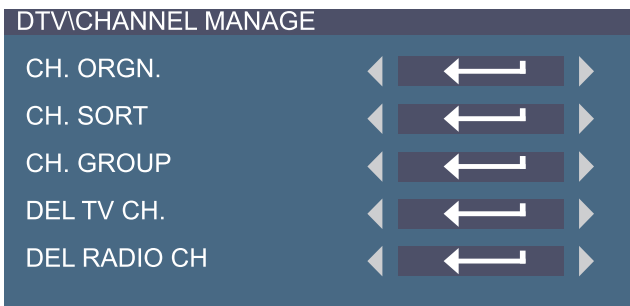 DTV\CHANNEL MANAGE
CH. ORGN.
CH. SORT
CH. GROUP
DEL TV CH.
DEL RADIO CH